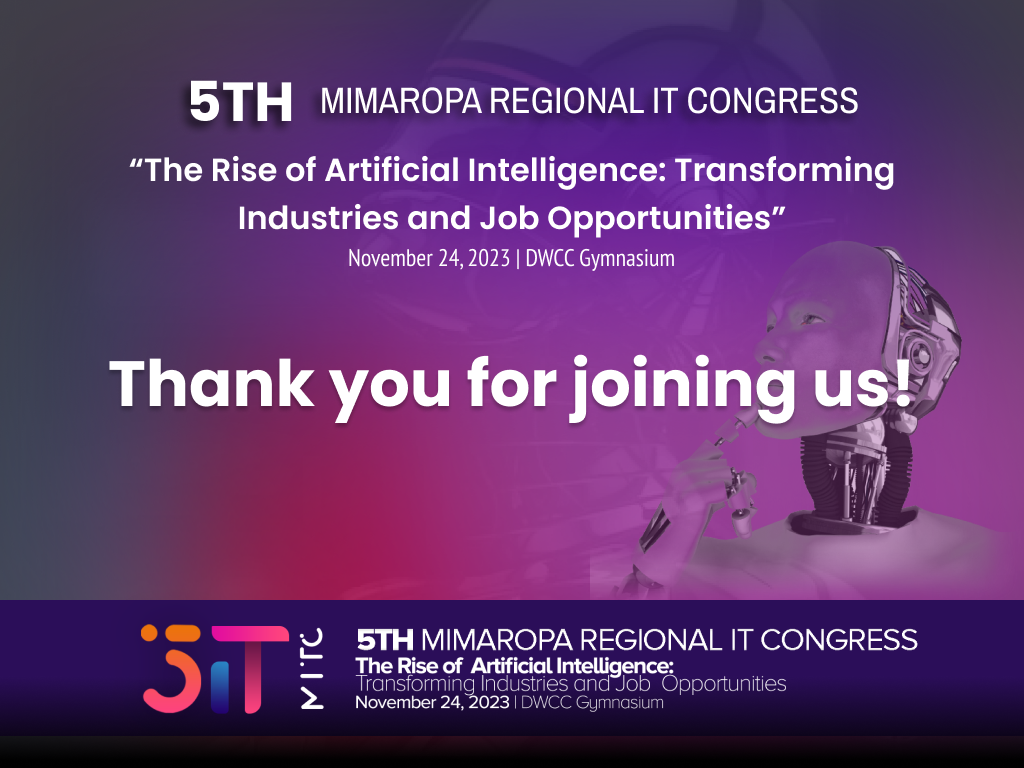 5TH MIMAROPA REGIONAL IT CONGRESS
“The Rise of Artificial Intelligence: Transforming
Industries and Job Opportunities”
November 24, 2023 | DWCC Gymnasium
Thank you for joining us!
5IT
MITC
5TH MIMAROPA REGIONAL IT CONGRESS
The Rise of Artificial Intelligence:
Transforming Industries and Job Opportunities
November 24, 2023 | DWCC Gymnasium